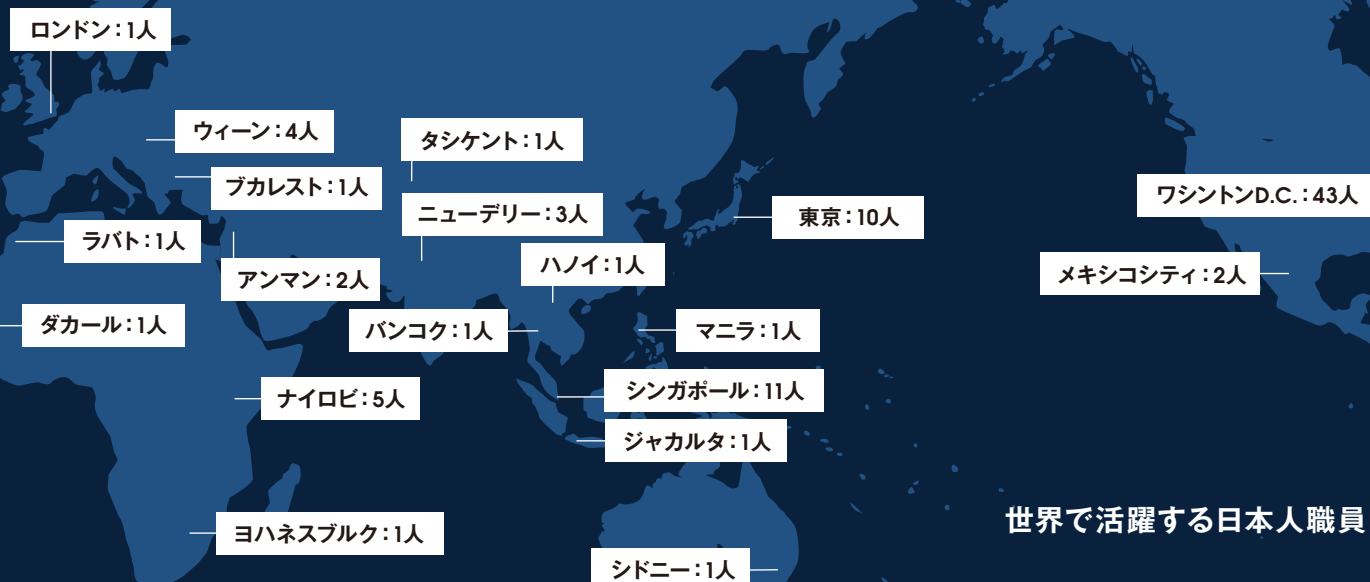 ロンドン：1人
ウィーン：4人
タシケント：1人
ブカレスト：1人
ワシントンD.C.：43人
ニューデリー：3人
東京：10人
ラバト：1人
ハノイ：1人
アンマン：2人
メキシコシティ：2人
ダカール：1人
バンコク：1人
マニラ：1人
シンガポール：11人
ナイロビ：5人
ジャカルタ：1人
世界で活躍する日本人職員
ヨハネスブルク：1人
シドニー：1人